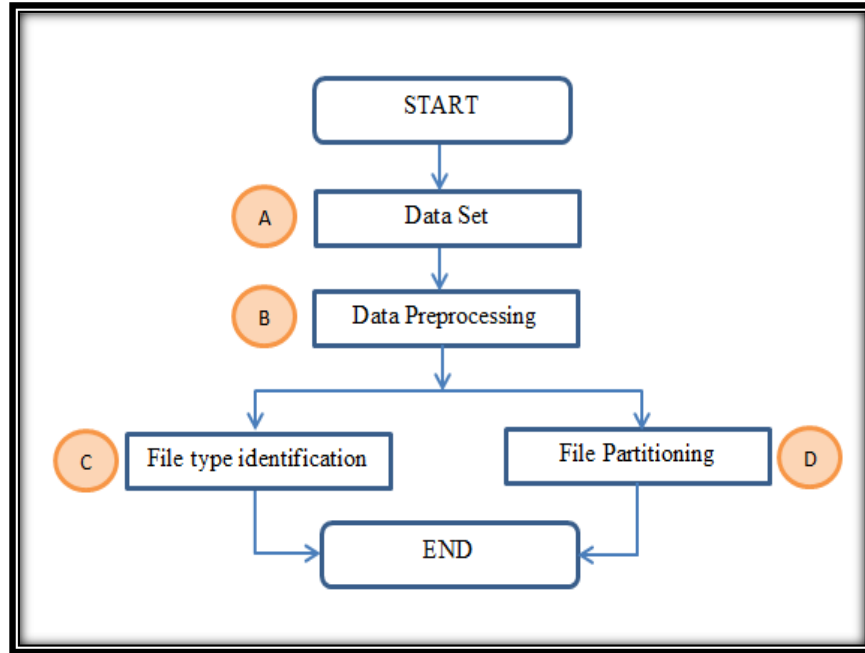 START
A
Data Set
B
Data Preprocessing
C
File type identification
File Partitioning
D
END